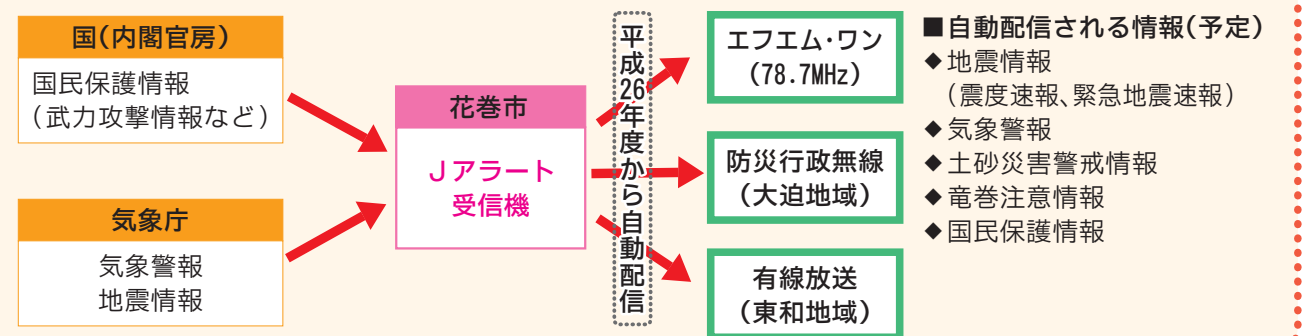 国(内閣官房)
国民保護情報
(武力攻撃情報など)
気象庁
気象警報
地震情報
花巻市
Jアラート
受信機
平成26年度から自動配信
エフエム・ワン
(78.7MHz)
防災行政無線
(大迫地域)
有線放送
(東和地域)
■自動配信される情報(予定)
◆地震情報
(震度速報、緊急地震速報)
◆気象警報
◆土砂災害警戒情報
◆竜巻注意情報
◆国民保護情報